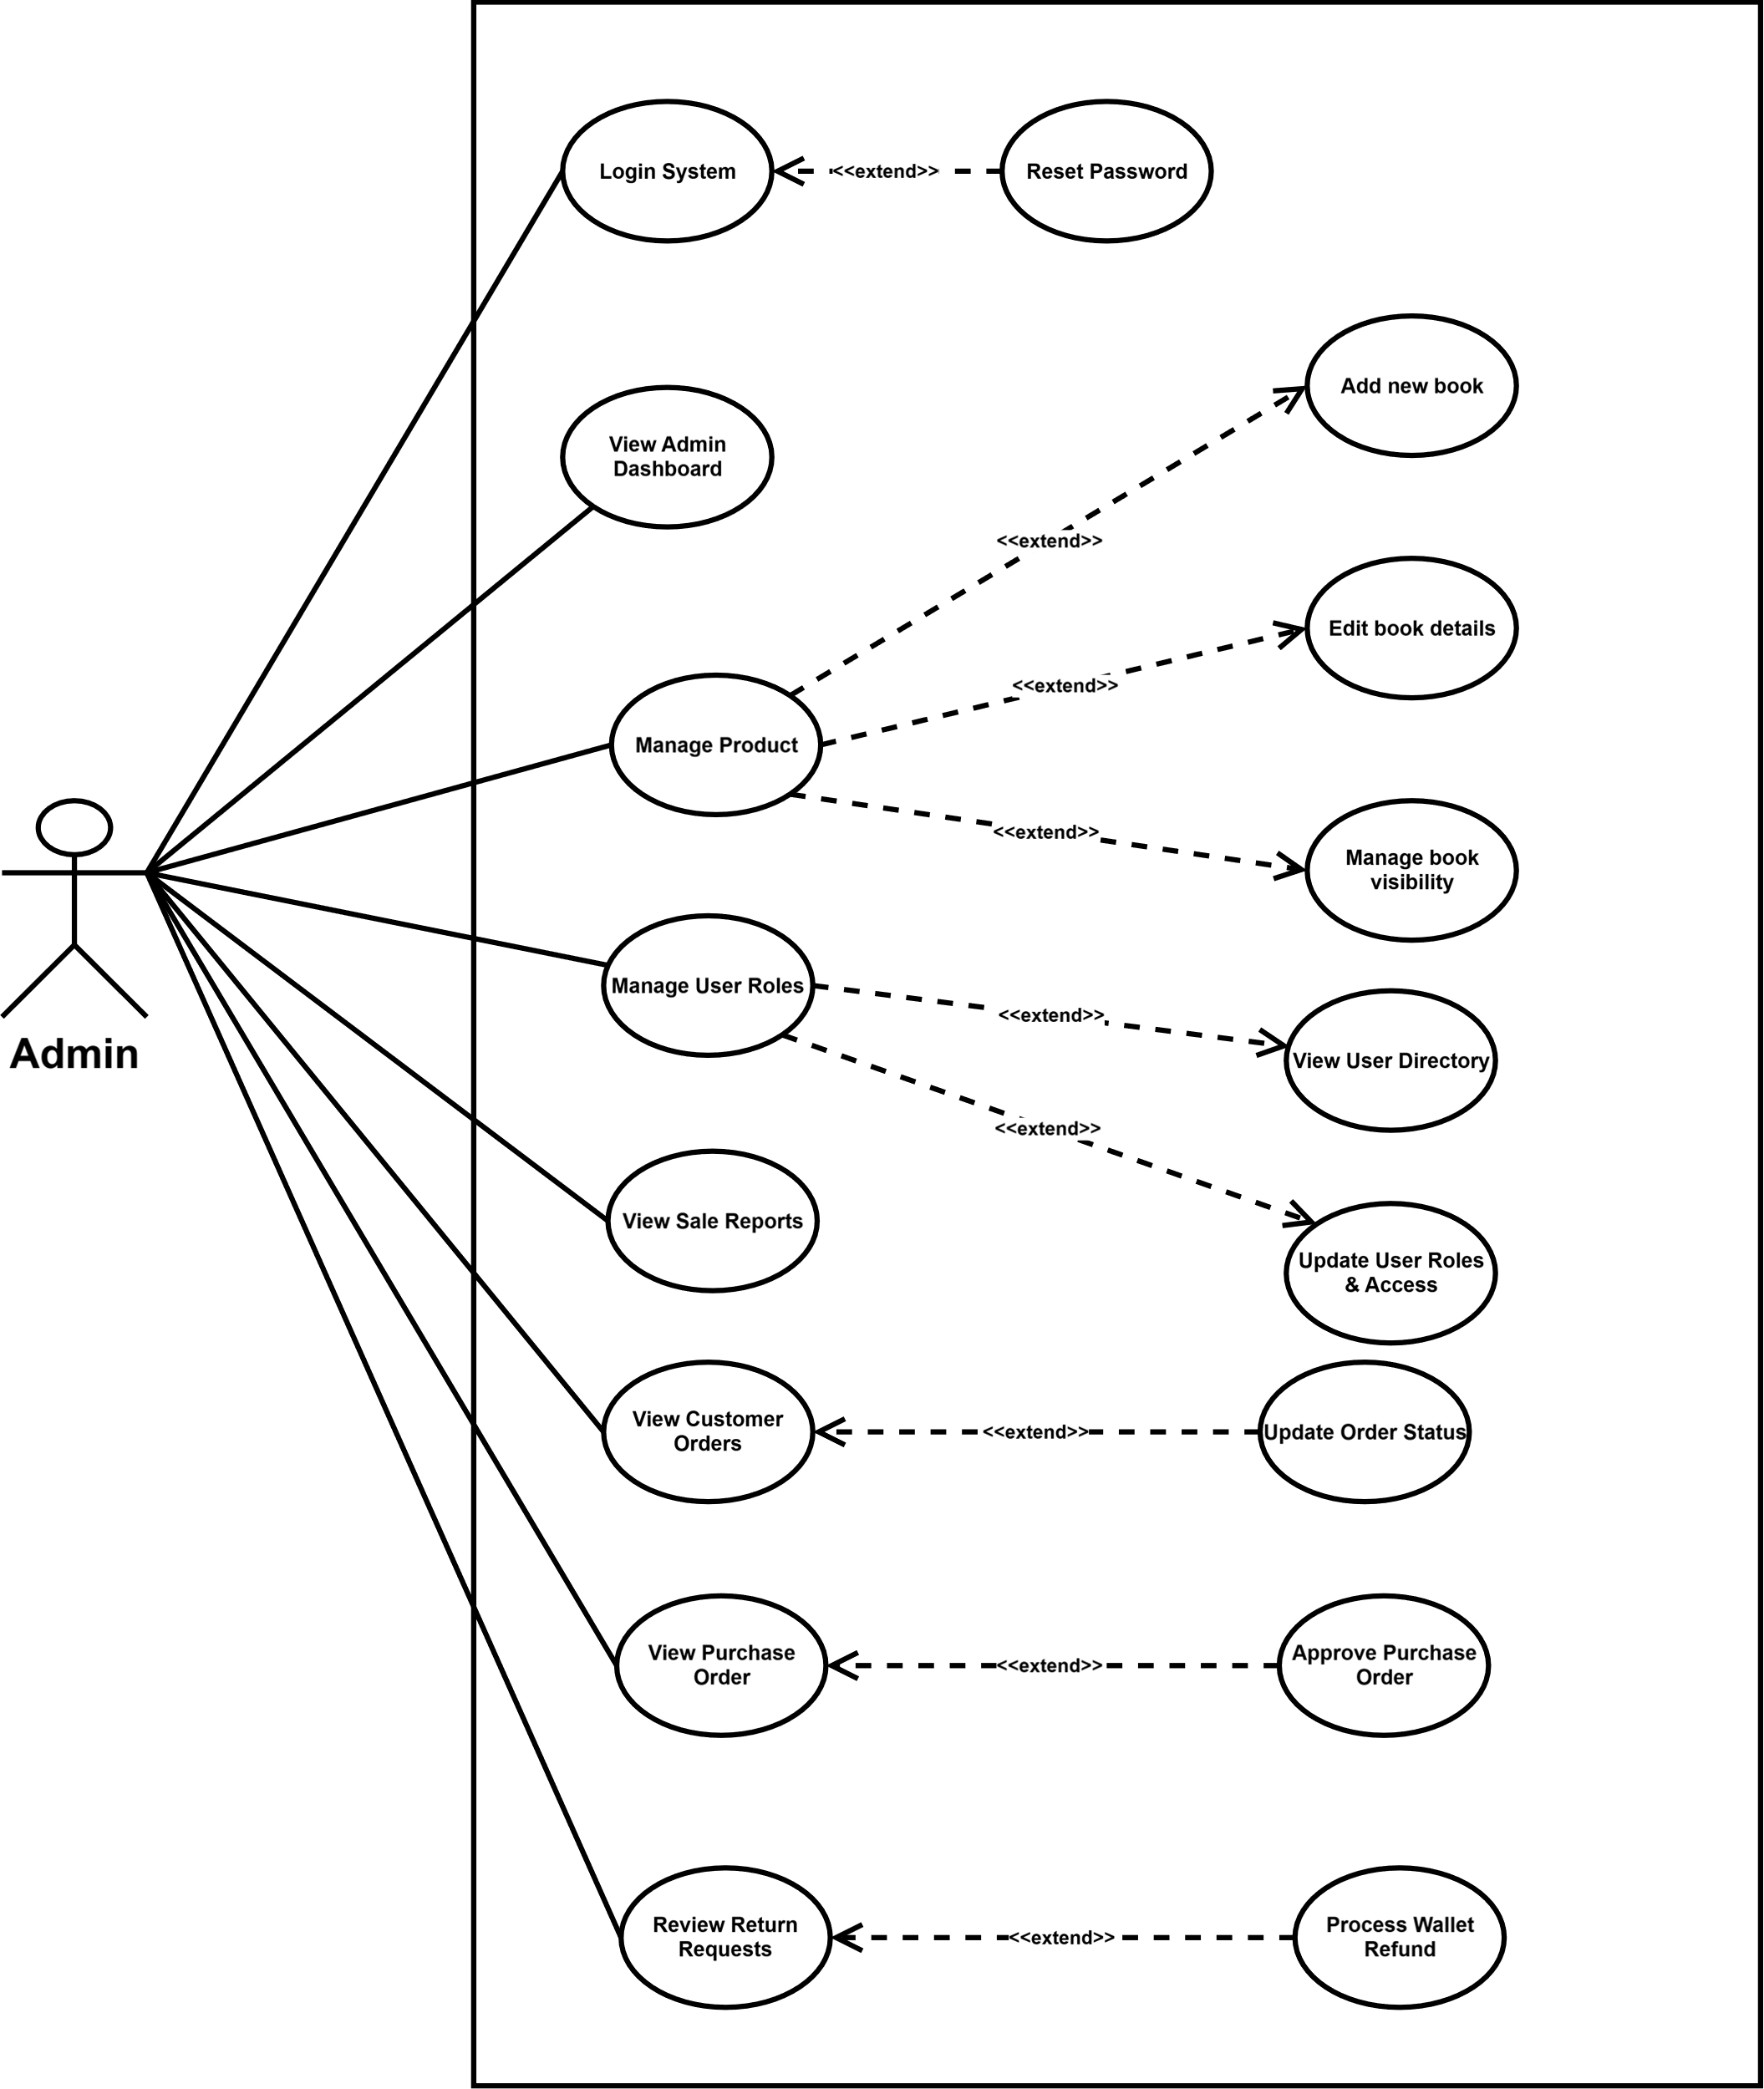 Login System
<<extend>>
Reset Password
Add new book
View Admin
Dashboard
<<extend>>
Edit book details
<<extend>>
Manage Product
<<extend>>
Manage book
visibility
Manage User Roles
<<extend>>
Admin
View User Directory
<<extend>>
View Sale Reports
Update User Roles
& Access
View Customer
Orders
<<extend>>
Update Order Status
View Purchase
Order
<<extend>>
Approve Purchase
Order
Review Return
Requests
<<extend>>
Process Wallet
Refund